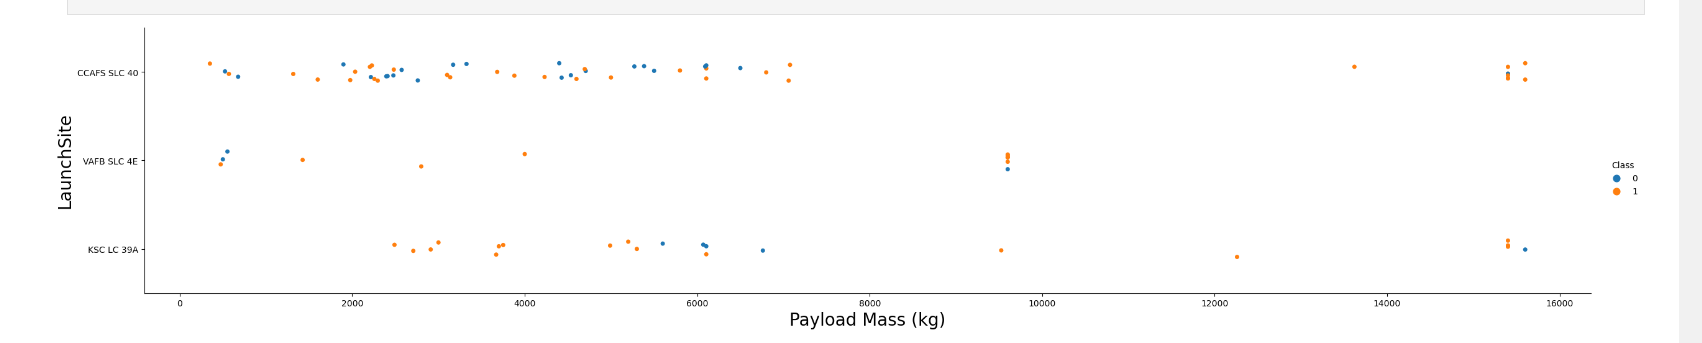 LaunchSite
CCAFS SLC 40
VAFB SLC 4E
KSC LC 39A
0 2000 4000 6000 8000 10000 12000 14000 16000
Payload Mass (kg)
Class
0
1